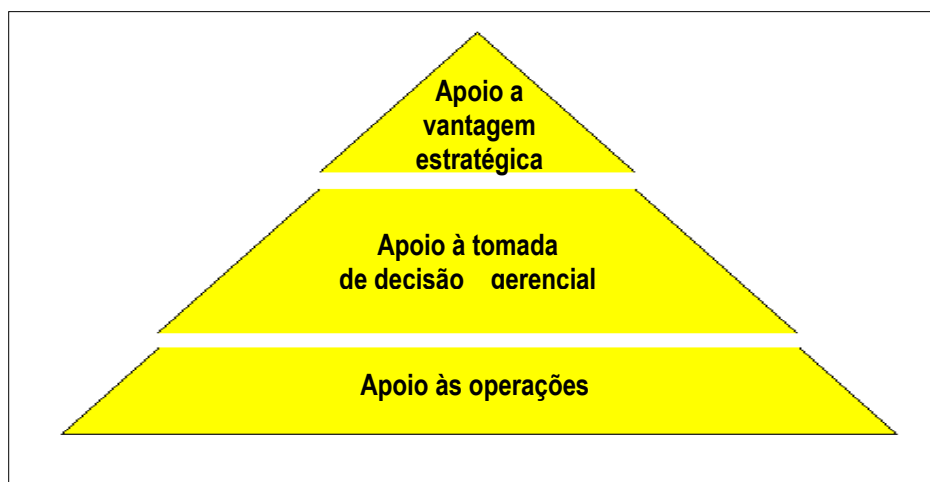 Apoio a
vantagem
estratégica
Apoio à tomada
de decisão gerencial
Apoio às operações